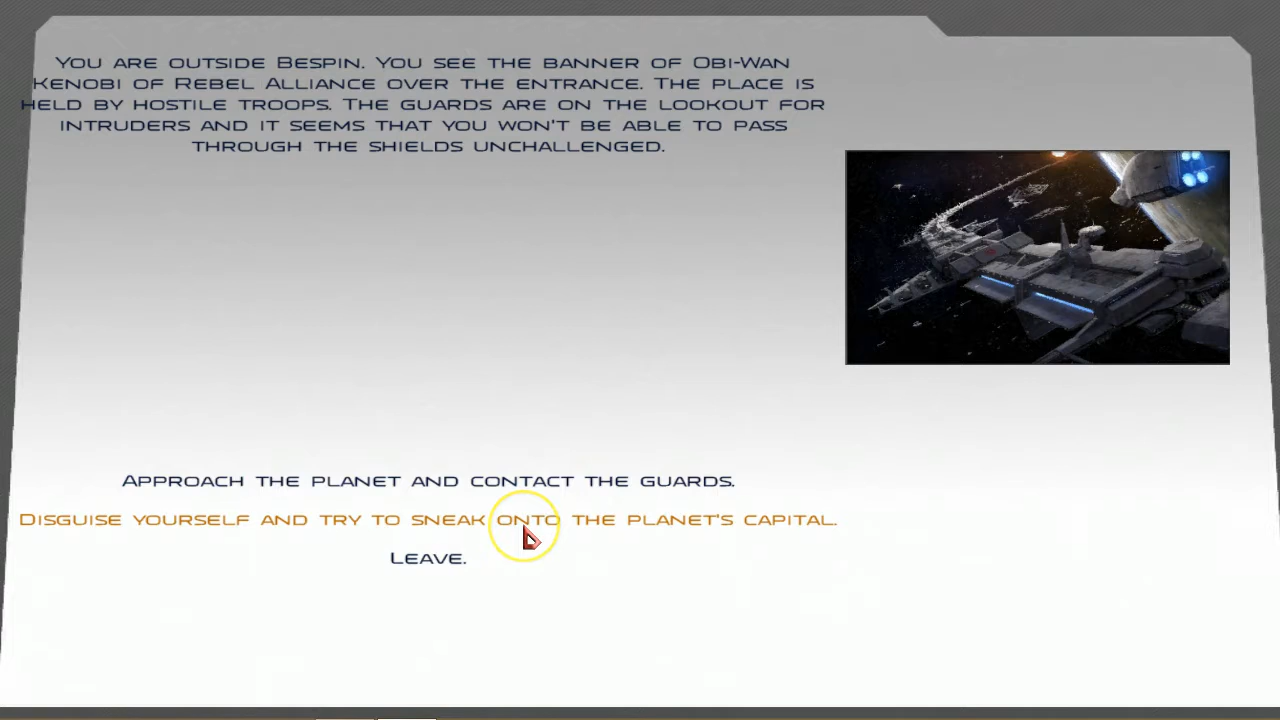 You are outside Bespin. You see the banner of Obi-Wan
Kenobi of Rebel Alliance over the entrance. The place is
held by hostile troops. The guards are on the lookout for
intruders and it seems that you won't be able to pass
through the shields unchallenged.
Approach the planet and contact the guards.
Disguise yourself and try to sneak onto the planet's capital.
Leave.